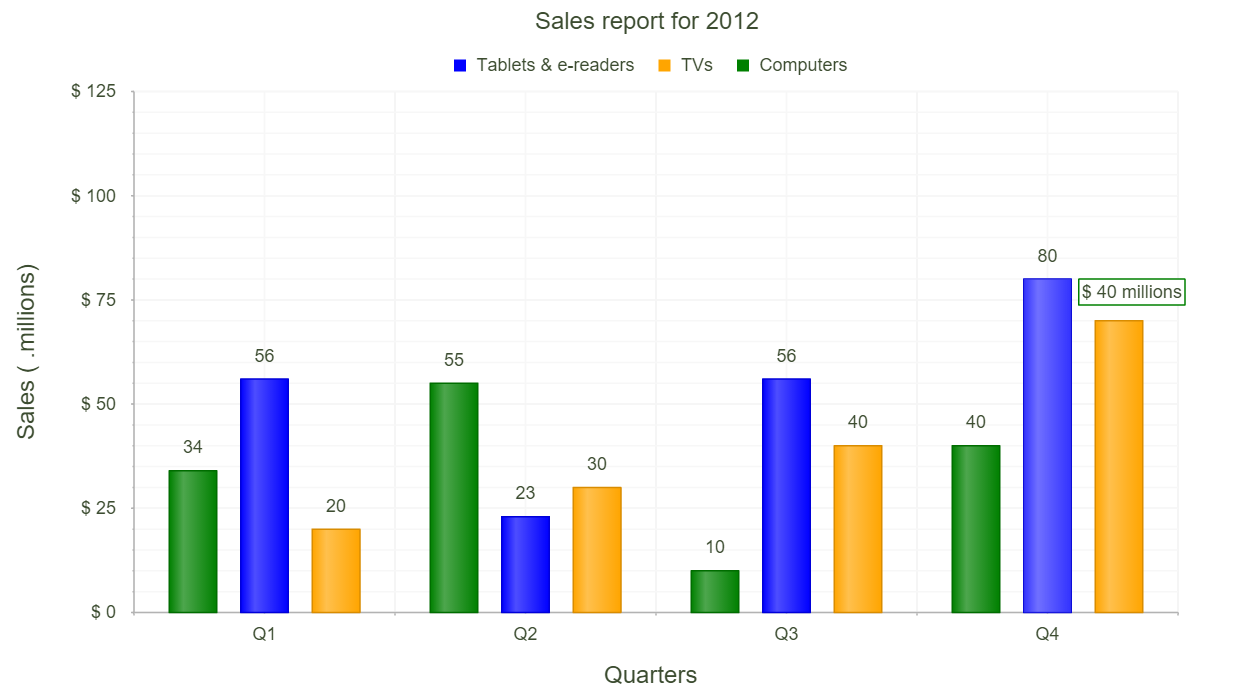 Sales report for 2012
Tablets & e-readers TVs Computers
$ 125
$ 100
$ 75
$ 50
$ 25
$ 0
Sales ( .millions)
34
56
20
55
23
30
10
56
40
40
80
$ 40 millions
Q1 Q2 Q3 Q4
Quarters